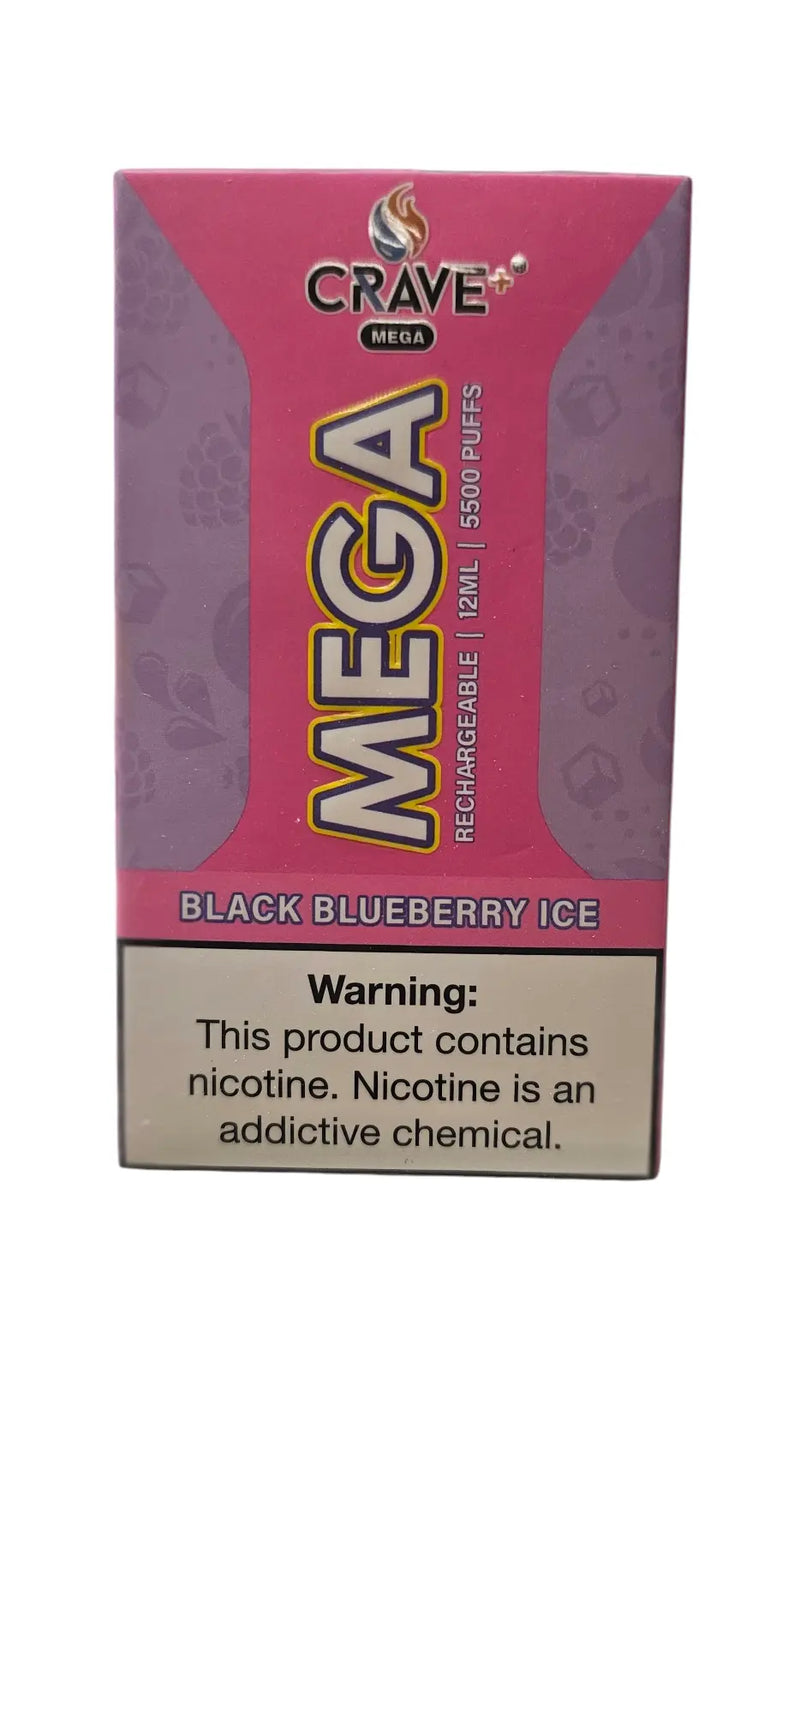 CRAVE+
MEGA
MEGA
RECHARGEABLE | 12ML | 5500 PUFFS
BLACK BLUEBERRY ICE
Warning:
This product contains
nicotine. Nicotine is an
addictive chemical.